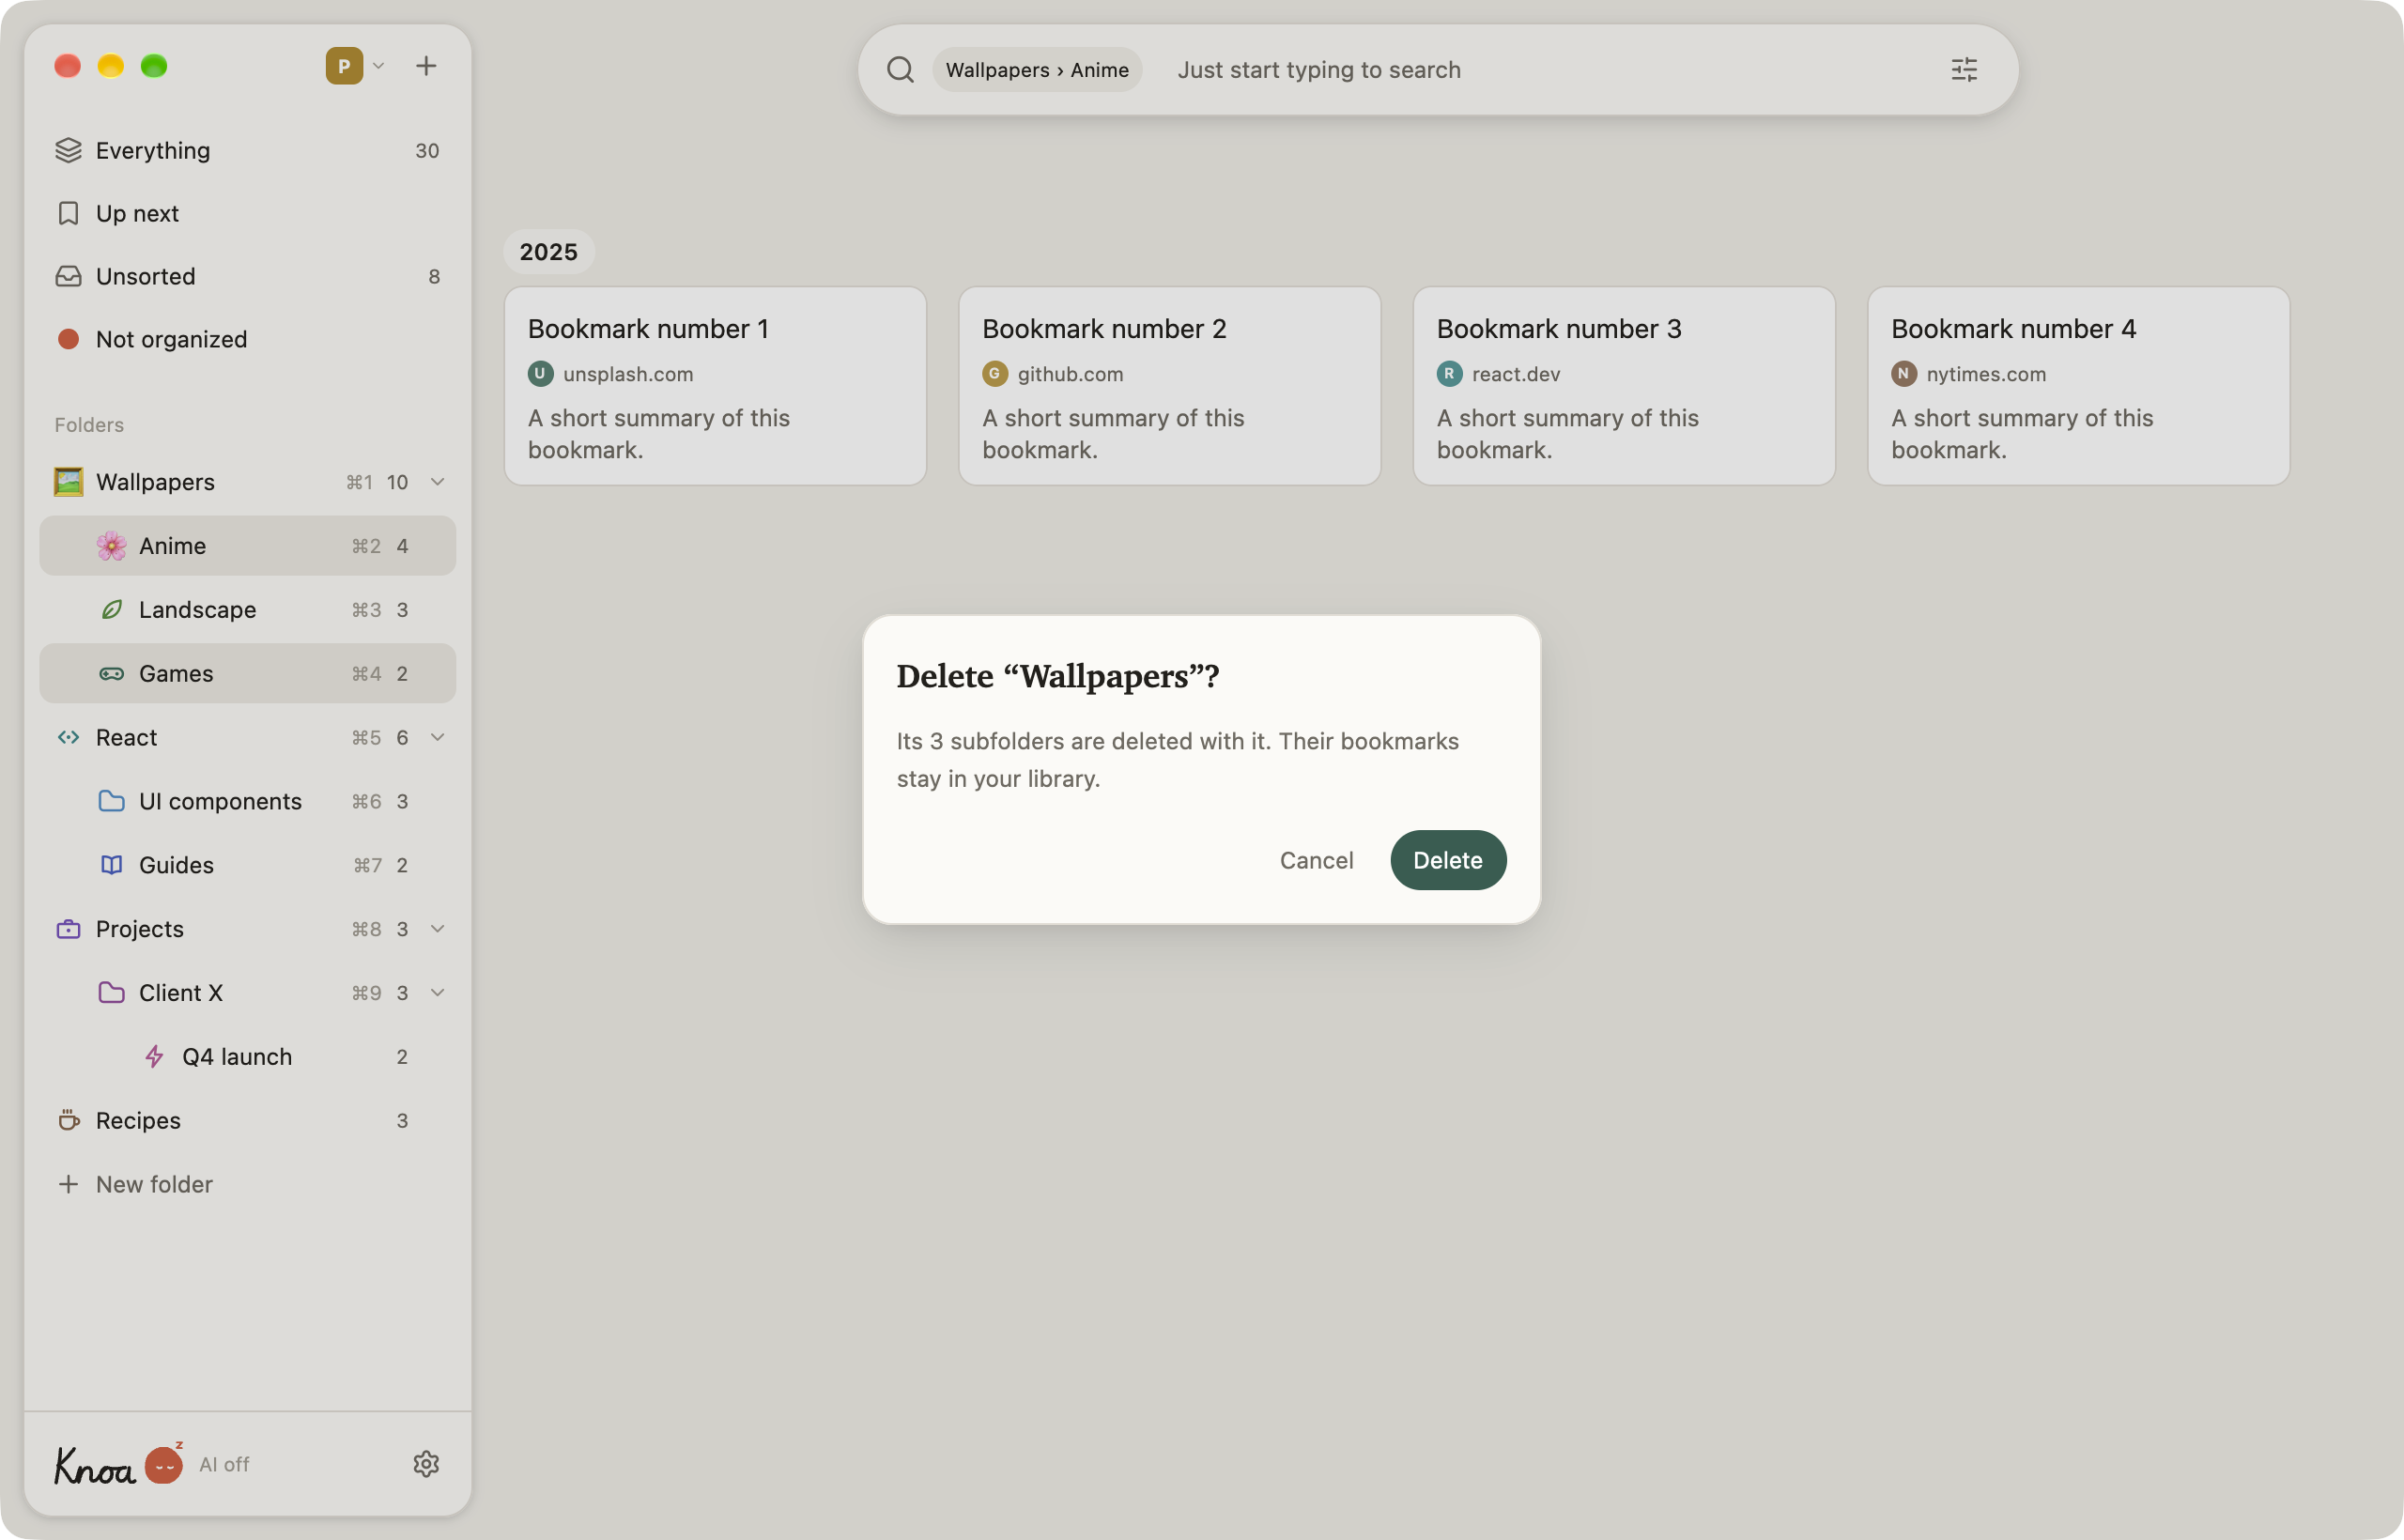 P
Everything 30
Up next
Unsorted 8
Not organized
Folders
Wallpapers ⌘1 10
Anime ⌘2 4
Landscape ⌘3 3
Games ⌘4 2
React ⌘5 6
UI components ⌘6 3
Guides ⌘7 2
Projects ⌘8 3
Client X ⌘9 3
Q4 launch 2
Recipes 3
New folder
Knoa z AI off
Wallpapers › Anime Just start typing to search
2025
Bookmark number 1
U unsplash.com
A short summary of this
bookmark.
Bookmark number 2
G github.com
A short summary of this
bookmark.
Bookmark number 3
R react.dev
A short summary of this
bookmark.
Bookmark number 4
N nytimes.com
A short summary of this
bookmark.
Delete “Wallpapers”?
Its 3 subfolders are deleted with it. Their bookmarks
stay in your library.
Cancel Delete